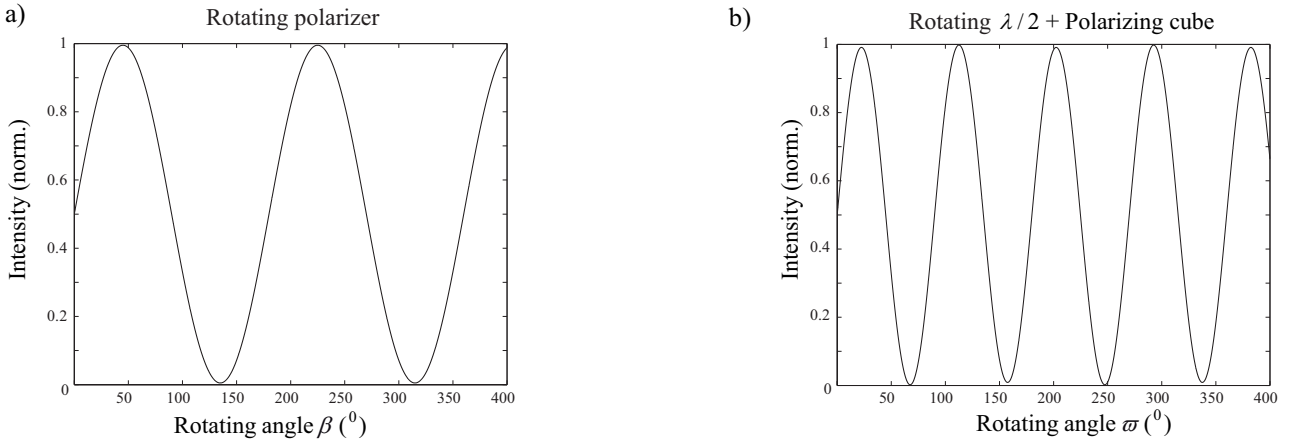 a)
Rotating polarizer
1
0.8
0.6
0.4
0.2
0
50 100 150 200 250 300 350 400
Intensity (norm.)
Rotating angle β (⁰)
b)
Rotating λ / 2 + Polarizing cube
1
0.8
0.6
0.4
0.2
0
50 100 150 200 250 300 350 400
Intensity (norm.)
Rotating angle ϖ (⁰)